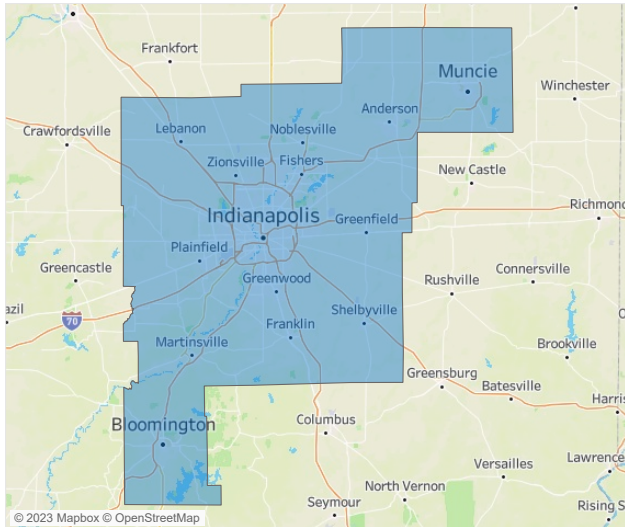 Frankfort
Muncie
Winchester
Anderson
Crawfordsville
Lebanon
Noblesville
Zionsville
Fishers
New Castle
Indianapolis
Richmond
Greenfield
Plainfield
Greencastle
Connersville
Greenwood
Rushville
azil
70
Shelbyville
Franklin
Martinsville
Brookville
Greensburg
Batesville
Harris
Bloomington
Columbus
Lawrence
Versailles
North Vernon
Seymour
Rising S
© 2023 Mapbox © OpenStreetMap